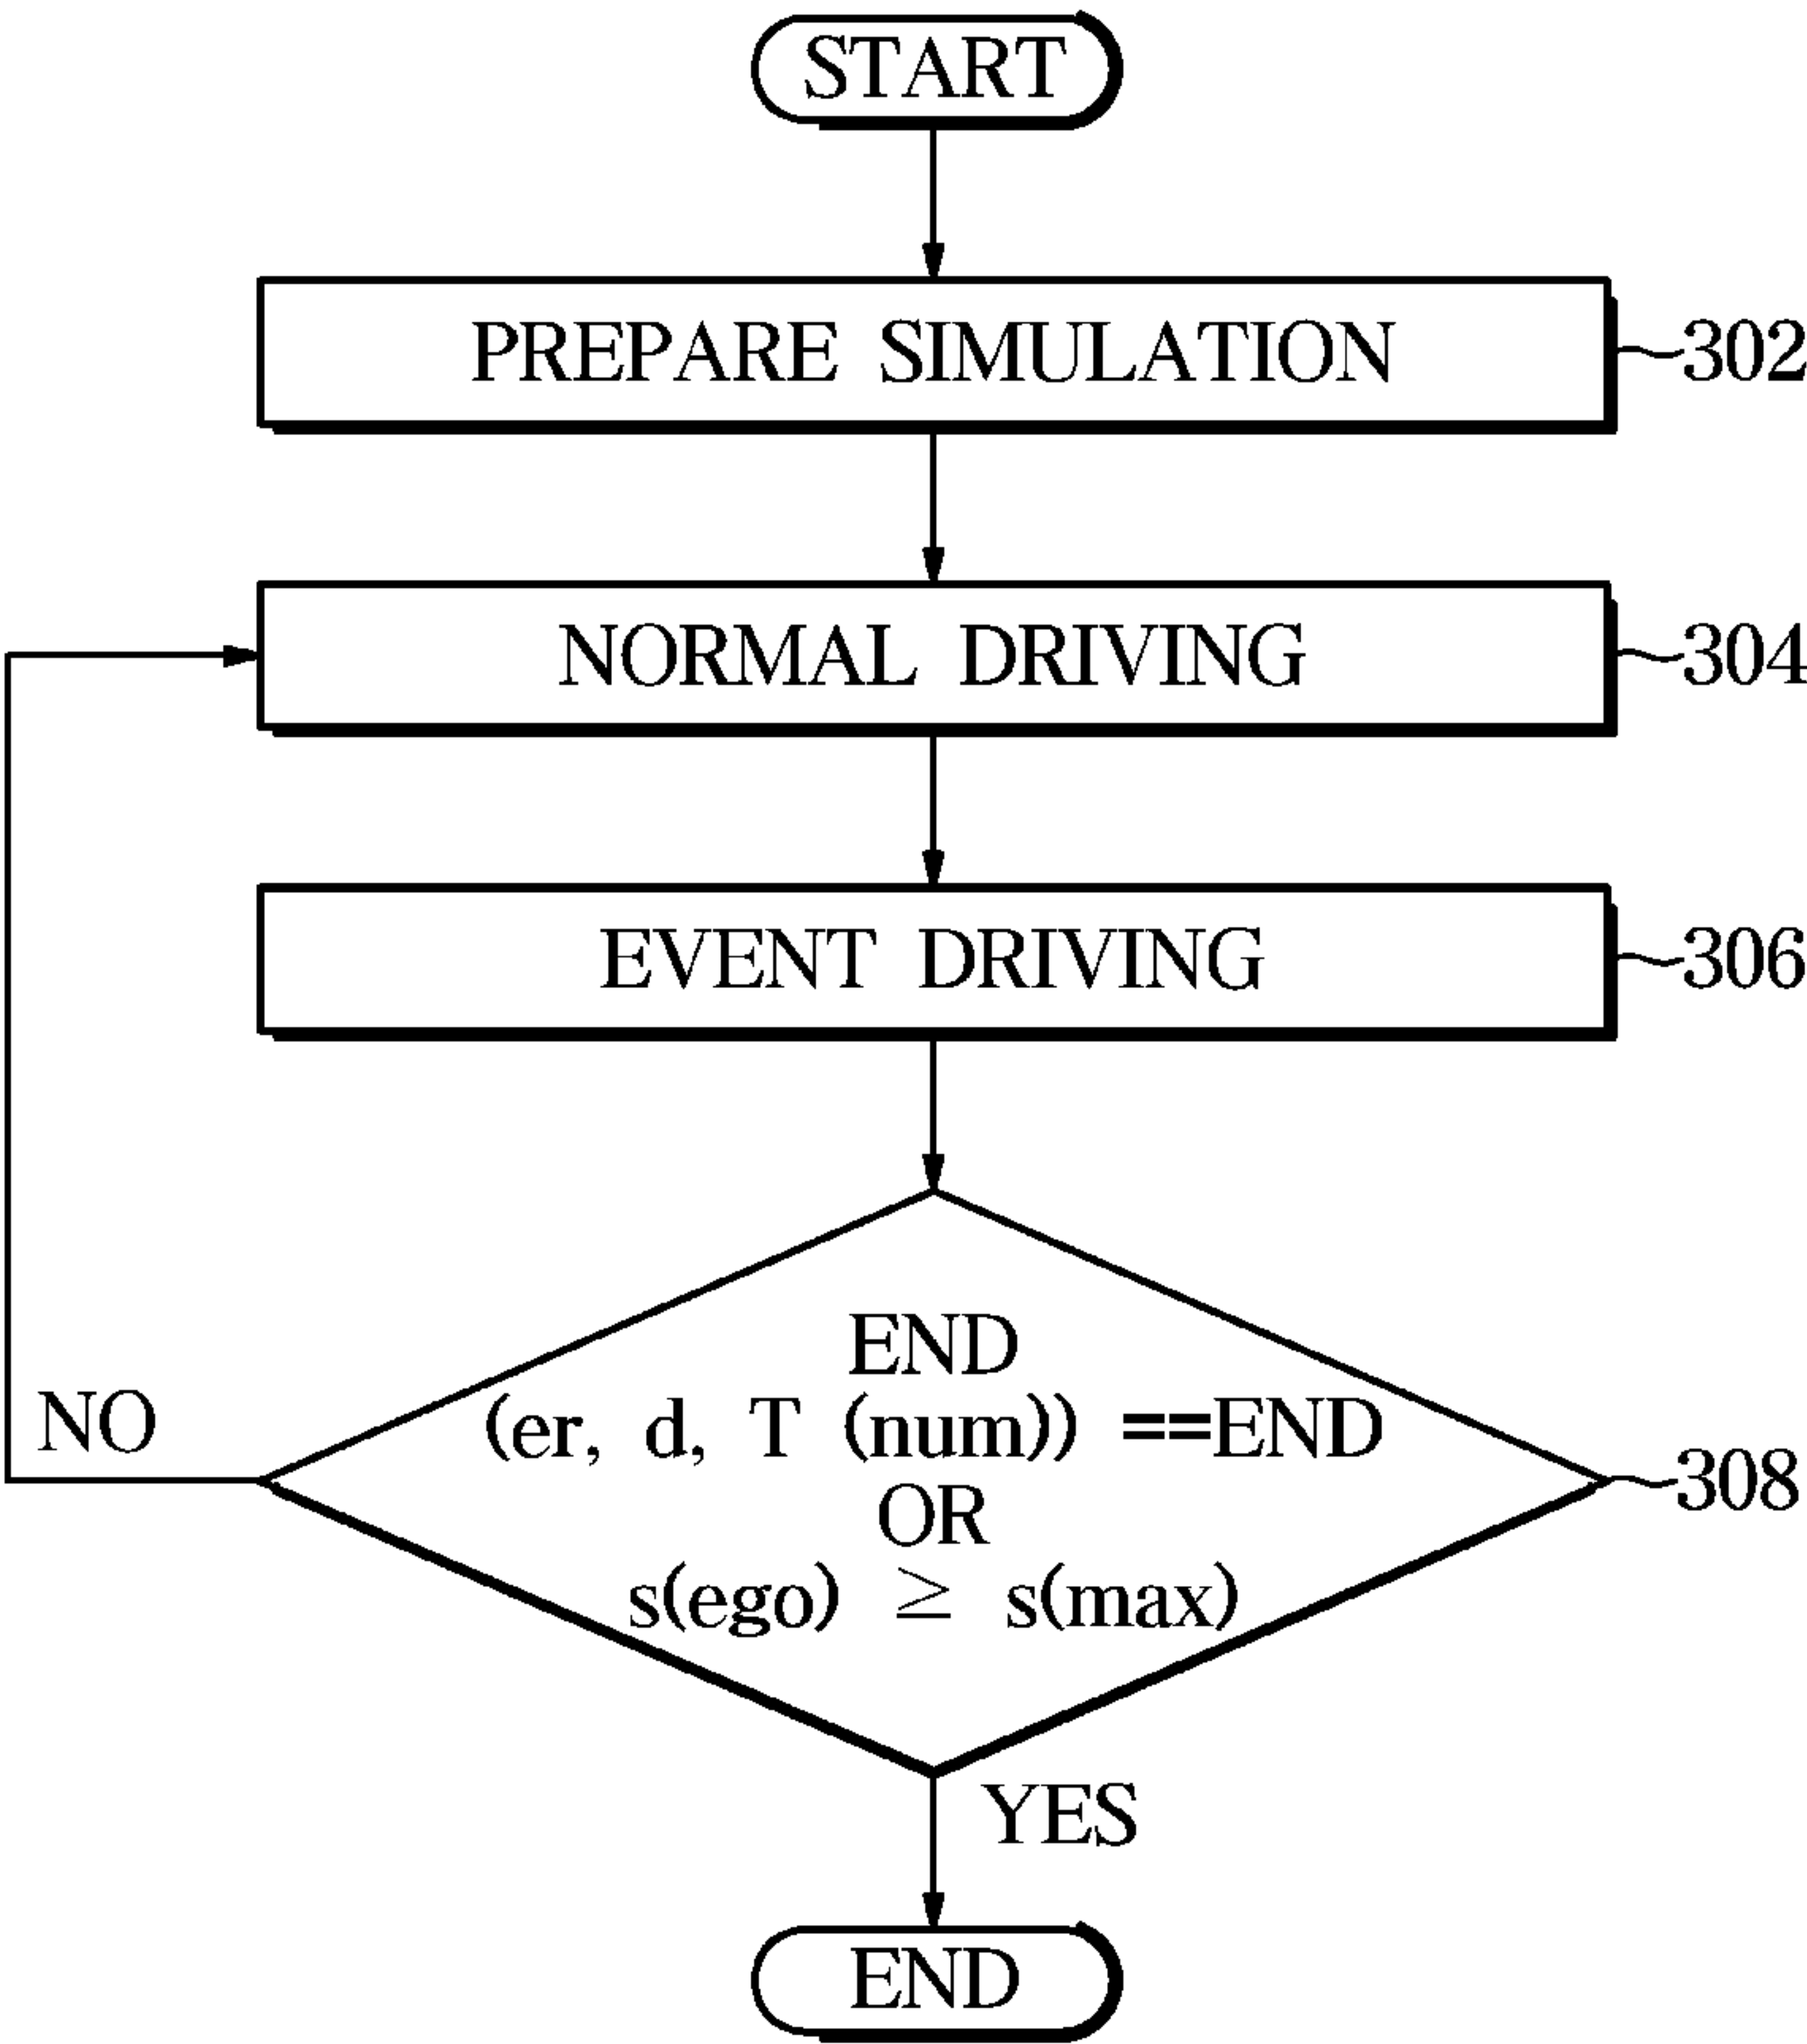 START
PREPARE SIMULATION
302
NORMAL DRIVING
304
EVENT DRIVING
306
END
(er, d, T (num)) ==END
OR
s(ego) ≥ s(max)
308
NO
YES
END